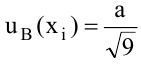 u_B(x_i) = a/√9